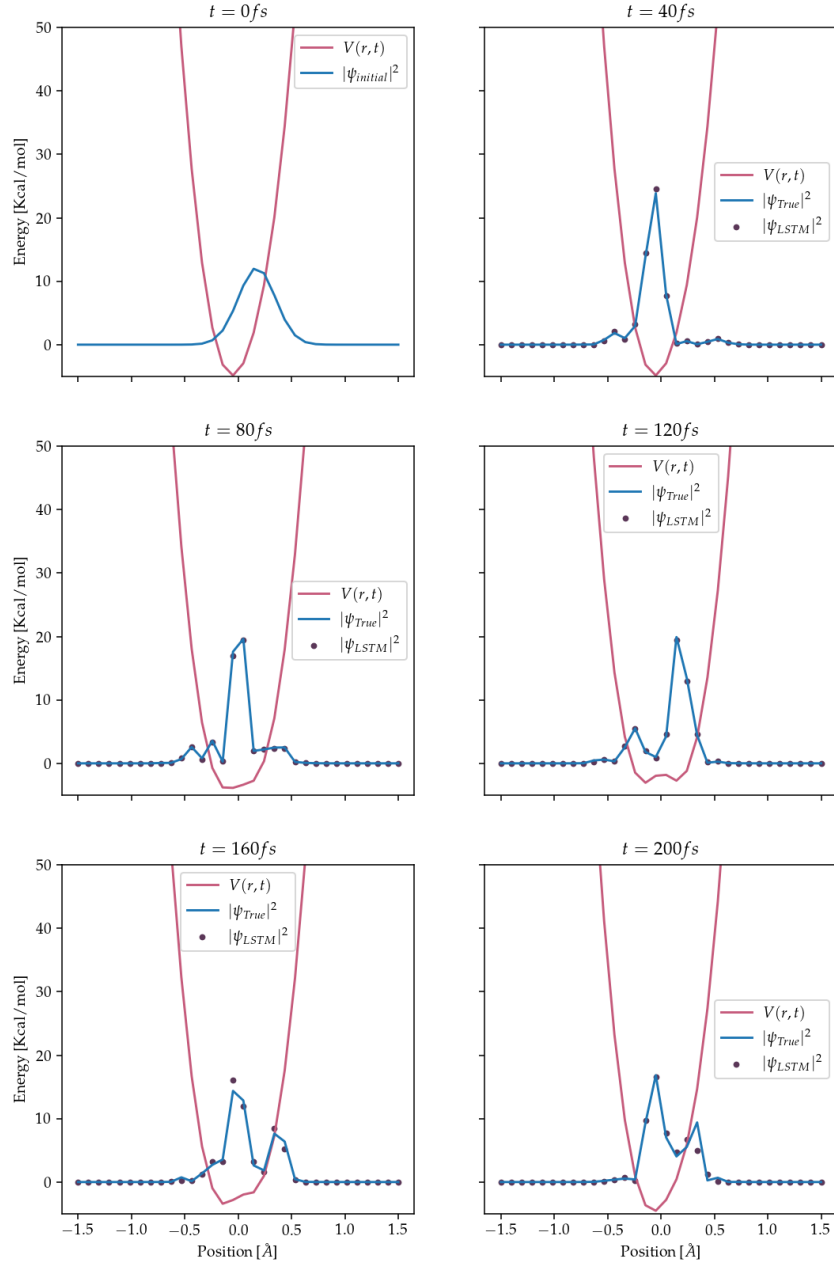 t = 0fs
50
40
30
20
10
0
Energy [Kcal/mol]
V(r,t)
|ψ_initial|²
t = 40fs
V(r,t)
|ψ_True|²
|ψ_LSTM|²
t = 80fs
50
40
30
20
10
0
Energy [Kcal/mol]
V(r,t)
|ψ_True|²
|ψ_LSTM|²
t = 120fs
V(r,t)
|ψ_True|²
|ψ_LSTM|²
t = 160fs
50
40
30
20
10
0
Energy [Kcal/mol]
V(r,t)
|ψ_True|²
|ψ_LSTM|²
−1.5 −1.0 −0.5 0.0 0.5 1.0 1.5
Position [Å]
t = 200fs
V(r,t)
|ψ_True|²
|ψ_LSTM|²
−1.5 −1.0 −0.5 0.0 0.5 1.0 1.5
Position [Å]